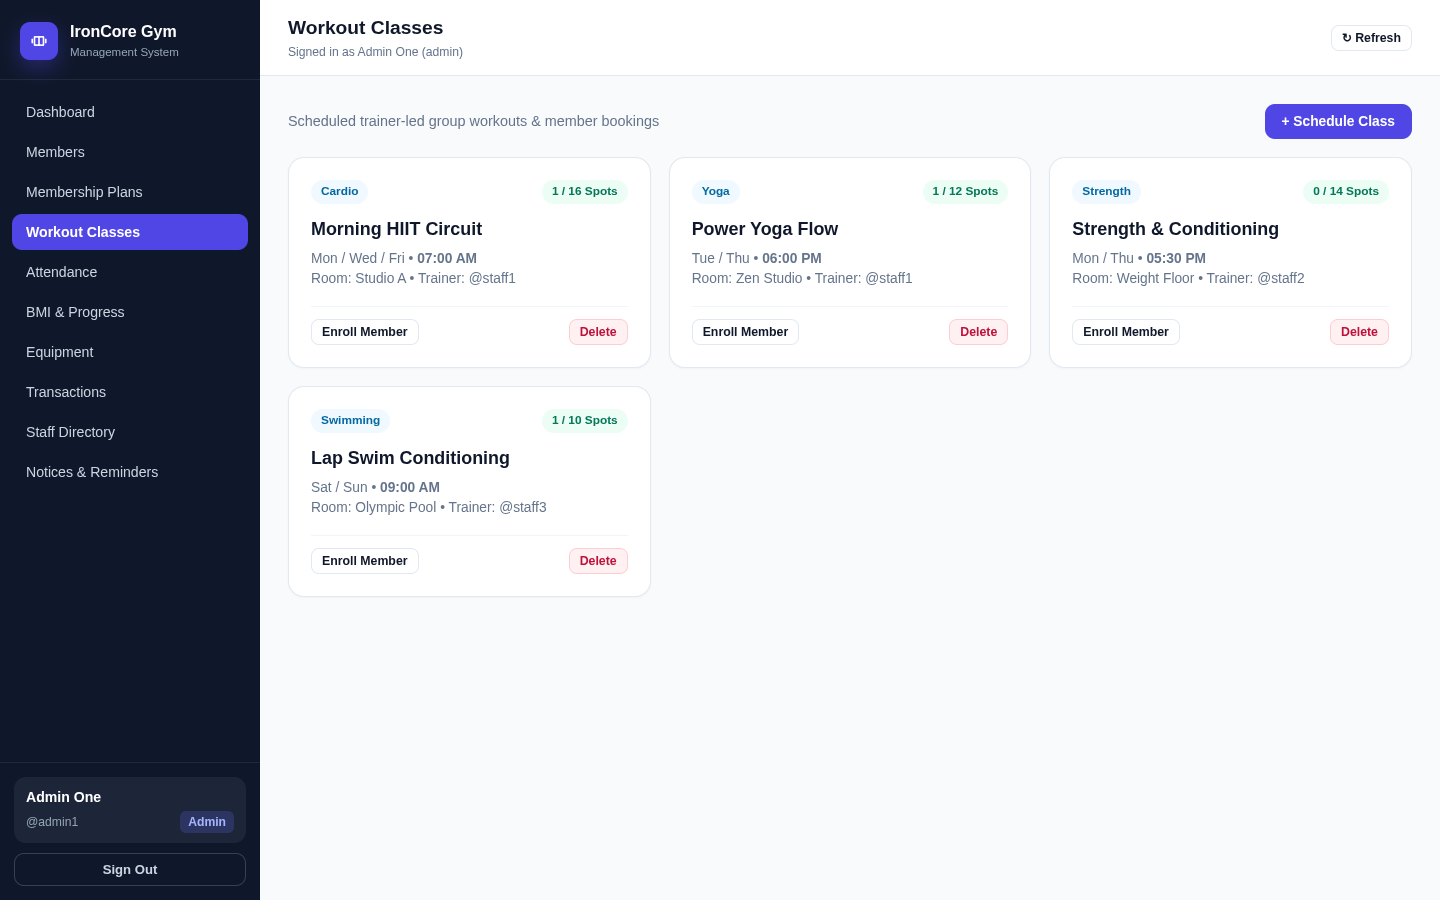 IronCore Gym
Management System
Dashboard
Members
Membership Plans
Workout Classes
Attendance
BMI & Progress
Equipment
Transactions
Staff Directory
Notices & Reminders
Admin One
@admin1
Admin
Sign Out
Workout Classes
Signed in as Admin One (admin)
↻ Refresh
Scheduled trainer-led group workouts & member bookings
+ Schedule Class
Cardio
1 / 16 Spots
Morning HIIT Circuit
Mon / Wed / Fri • 07:00 AM
Room: Studio A • Trainer: @staff1
Enroll Member
Delete
Yoga
1 / 12 Spots
Power Yoga Flow
Tue / Thu • 06:00 PM
Room: Zen Studio • Trainer: @staff1
Enroll Member
Delete
Strength
0 / 14 Spots
Strength & Conditioning
Mon / Thu • 05:30 PM
Room: Weight Floor • Trainer: @staff2
Enroll Member
Delete
Swimming
1 / 10 Spots
Lap Swim Conditioning
Sat / Sun • 09:00 AM
Room: Olympic Pool • Trainer: @staff3
Enroll Member
Delete